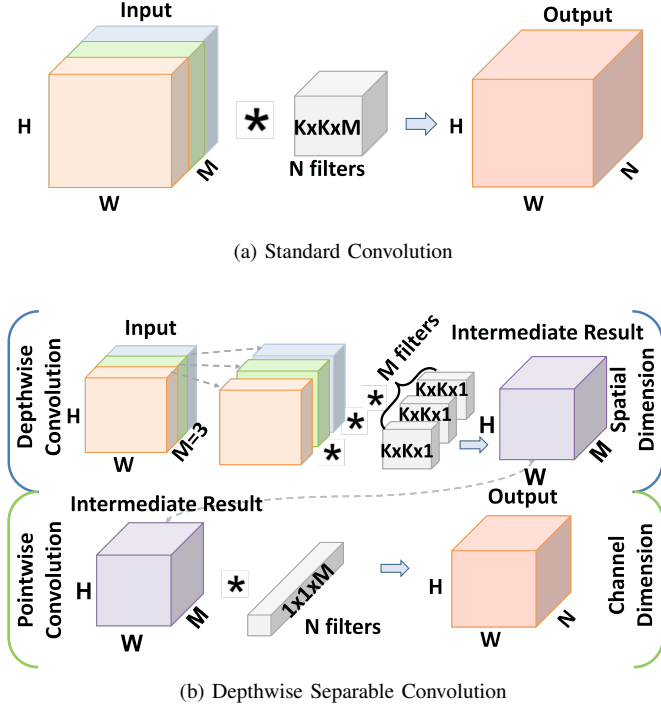 Input
Output
H
*
KxKxM
H
M
N
N filters
W
W
(a) Standard Convolution
Depthwise
Convolution
Input
H
W
M=3
*
*
*
M filters
KxKx1
KxKx1
KxKx1
Intermediate Result
H
W
M
Spatial
Dimension
Pointwise
Convolution
Intermediate Result
H
W
M
*
1x1xM
N filters
Output
H
W
N
Channel
Dimension
(b) Depthwise Separable Convolution